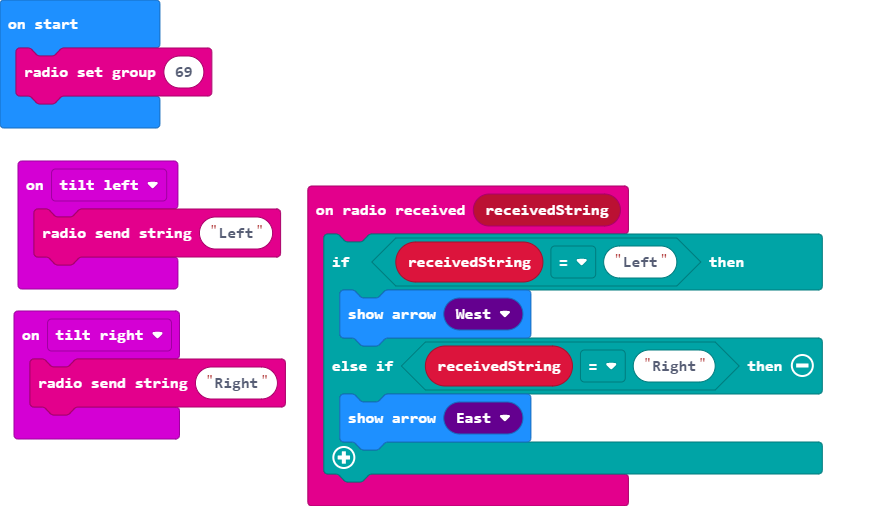 on start
radio set group 69
on tilt left
radio send string "Left"
on tilt right
radio send string "Right"
on radio received receivedString
if receivedString = "Left" then
show arrow West
else if receivedString = "Right" then
show arrow East